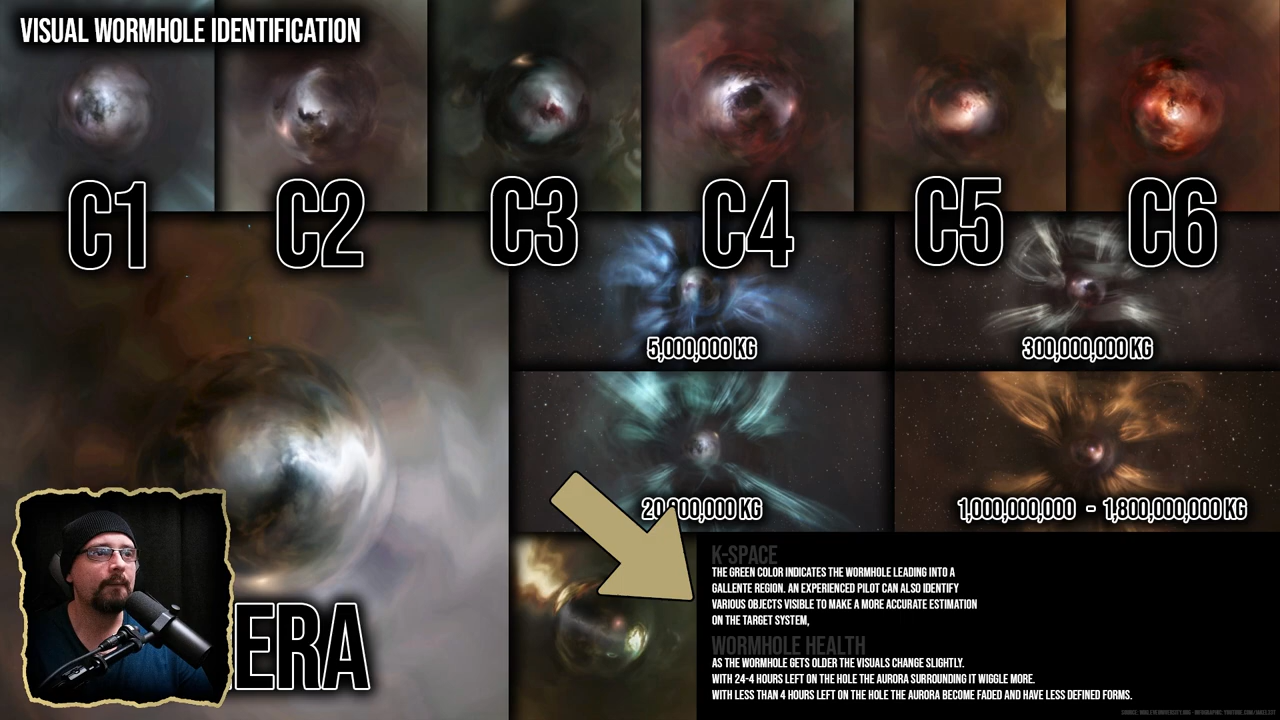 VISUAL WORMHOLE IDENTIFICATION
C1 C2 C3 C4 C5 C6
5,000,000 KG
300,000,000 KG
000,000 KG
1,000,000,000 - 1,800,000,000 KG
ERA
K-SPACE
THE GREEN COLOR INDICATES THE WORMHOLE LEADING INTO A
GALLENTE REGION. AN EXPERIENCED PILOT CAN ALSO IDENTIFY
VARIOUS OBJECTS VISIBLE TO MAKE A MORE ACCURATE ESTIMATION
ON THE TARGET SYSTEM,
WORMHOLE HEALTH
AS THE WORMHOLE GETS OLDER THE VISUALS CHANGE SLIGHTLY.
WITH 24-4 HOURS LEFT ON THE HOLE THE AURORA SURROUNDING IT WIGGLE MORE.
WITH LESS THAN 4 HOURS LEFT ON THE HOLE THE AURORA BECOME FADED AND HAVE LESS DEFINED FORMS.